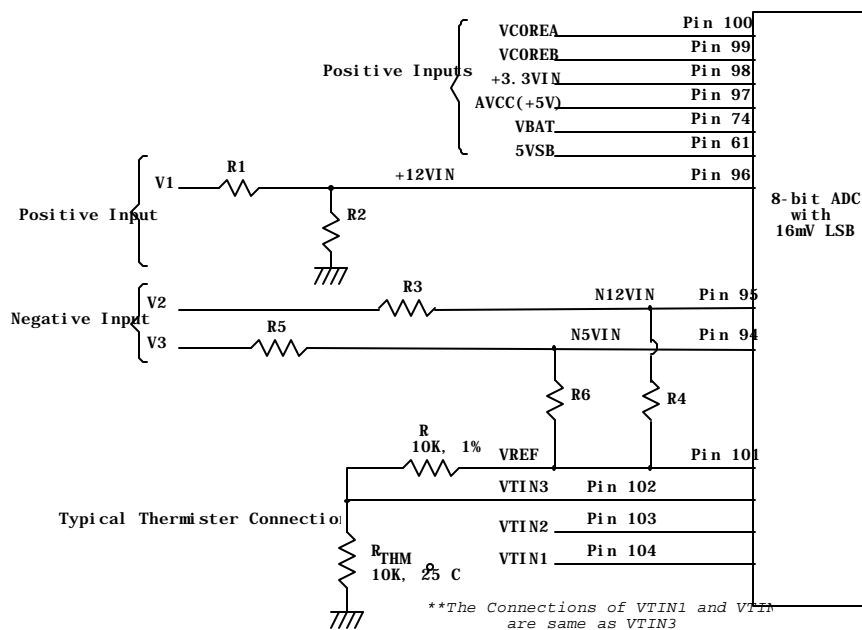 VCOREA Pin 100
VCOREB Pin 99
Positive Inputs
+3.3VIN Pin 98
AVCC(+5V) Pin 97
VBAT Pin 74
5VSB Pin 61
R1
V1 +12VIN Pin 96
8-bit ADC
with
16mV LSB
Positive Input
R2
R3
V2 N12VIN Pin 95
Negative Input
R5
V3 N5VIN Pin 94
R6
R4
R
10K, 1%
VREF Pin 101
VTIN3 Pin 102
Typical Thermister Connection
VTIN2 Pin 103
VTIN1 Pin 104
R THM
10K, 25 C
**The Connections of VTIN1 and VTIN
are same as VTIN3